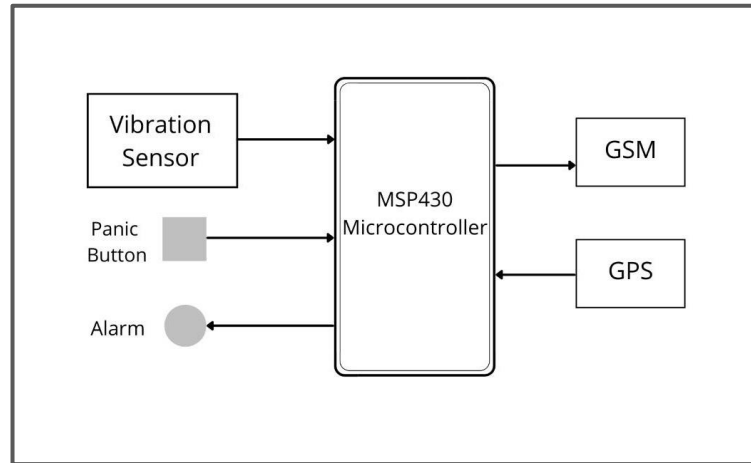 Vibration
Sensor
Panic
Button
Alarm
MSP430
Microcontroller
GSM
GPS